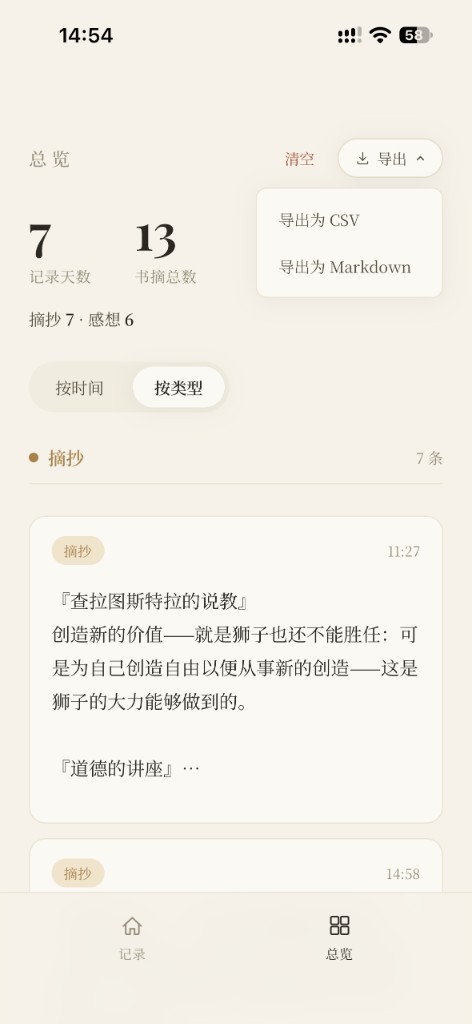 14:54
58
总览
清空
导出
导出为 CSV
导出为 Markdown
7
13
记录天数
书摘总数
摘抄 7 · 感想 6
按时间
按类型
摘抄
7 条
摘抄
11:27
『查拉图斯特拉的说教』
创造新的价值——就是狮子也还不能胜任：可
是为自己创造自由以便从事新的创造——这是
狮子的大力能够做到的。
『道德的讲座』…
摘抄
14:58
记录
总览